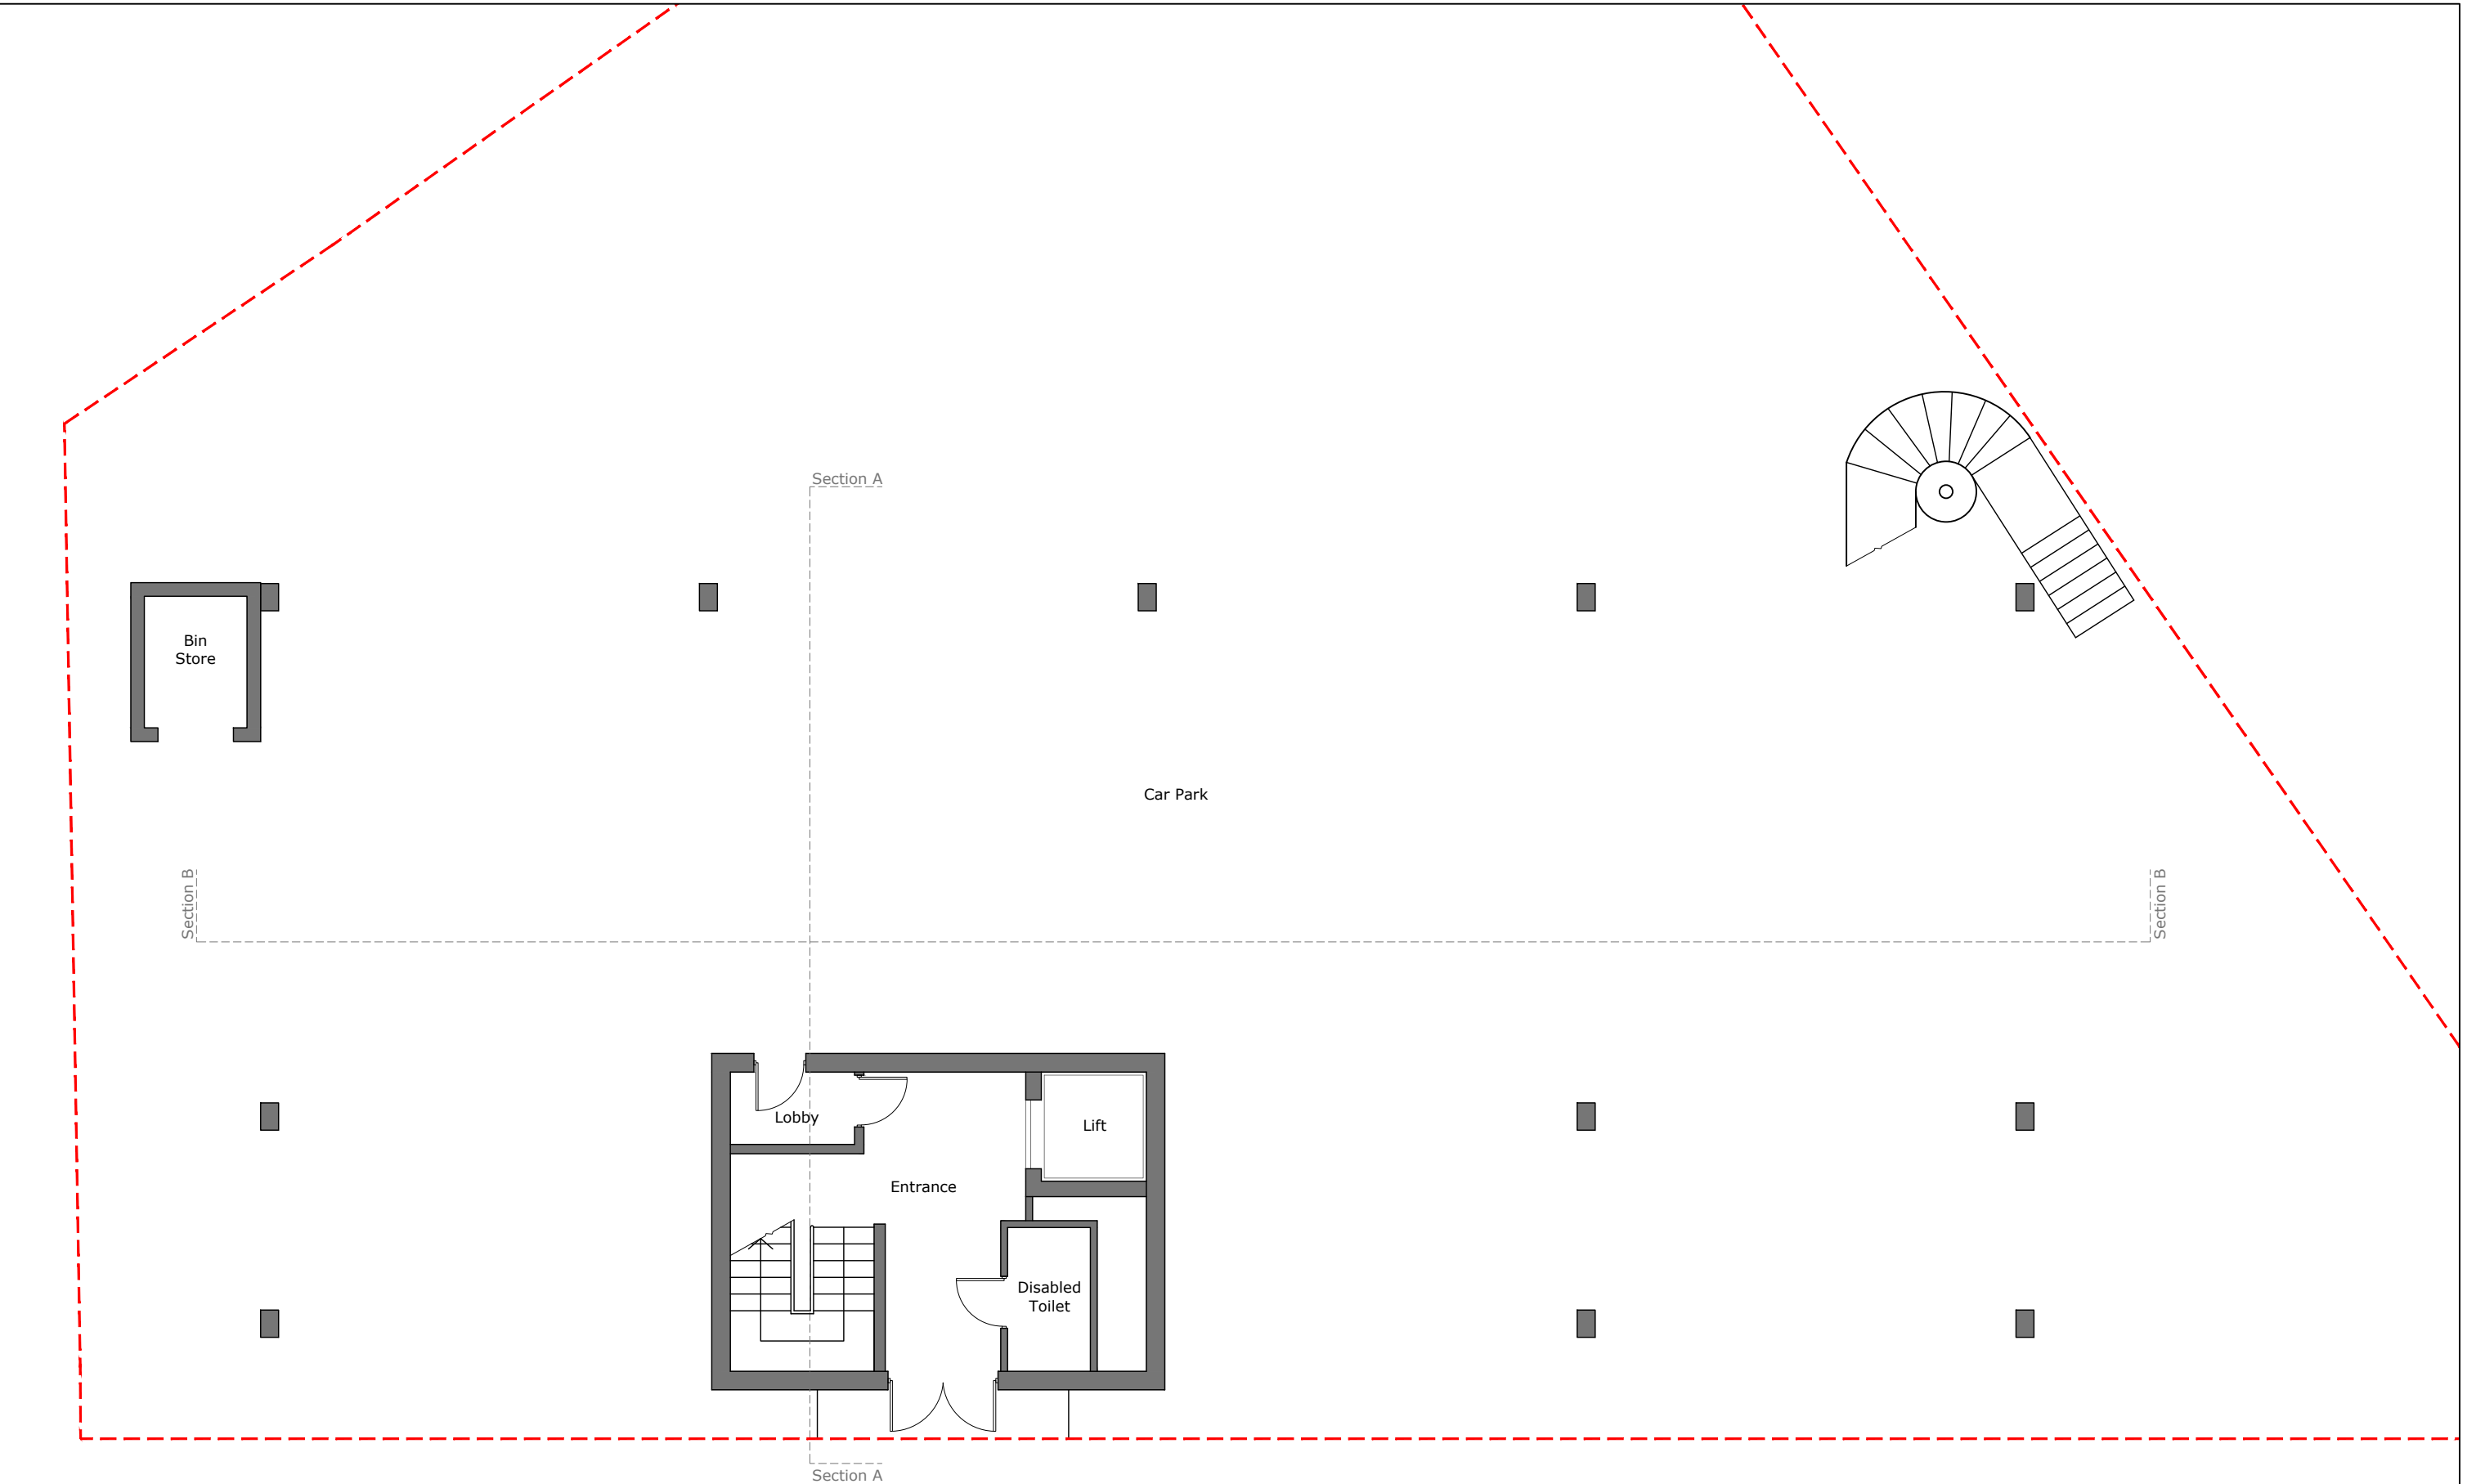 Section A
Bin
Store
Car Park
Section B
Section B
Lobby
Lift
Entrance
Disabled
Toilet
Section A